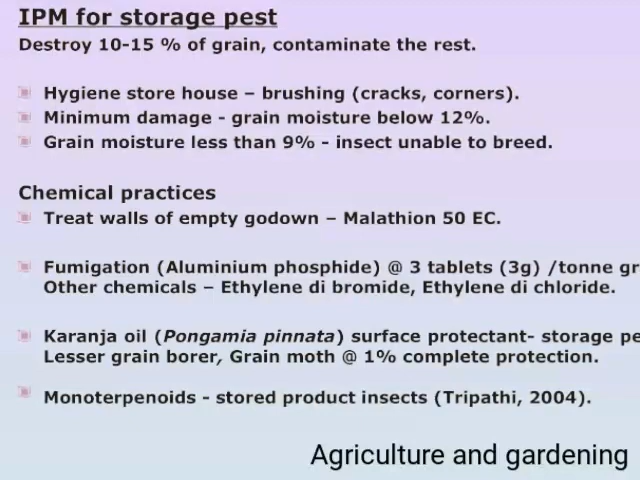 IPM for storage pest
Destroy 10-15 % of grain, contaminate the rest.
Hygiene store house – brushing (cracks, corners).
Minimum damage - grain moisture below 12%.
Grain moisture less than 9% - insect unable to breed.
Chemical practices
Treat walls of empty godown – Malathion 50 EC.
Fumigation (Aluminium phosphide) @ 3 tablets (3g) /tonne gr
Other chemicals – Ethylene di bromide, Ethylene di chloride.
Karanja oil (Pongamia pinnata) surface protectant- storage pe
Lesser grain borer, Grain moth @ 1% complete protection.
Monoterpenoids - stored product insects (Tripathi, 2004).
Agriculture and gardening